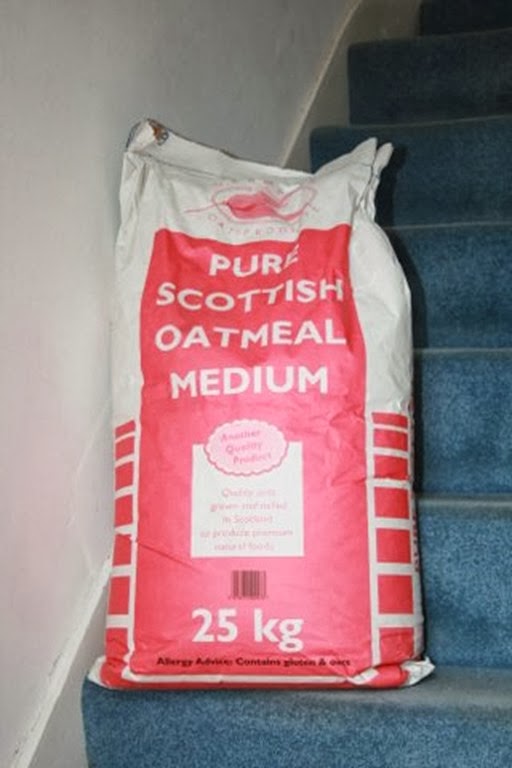 PURE
SCOTTISH
OATMEAL
MEDIUM
Another
Quality
Product
Quality oats
grown and milled
in Scotland
to produce premium
natural foods
25 kg
Allergy Advice: Contains gluten & oats